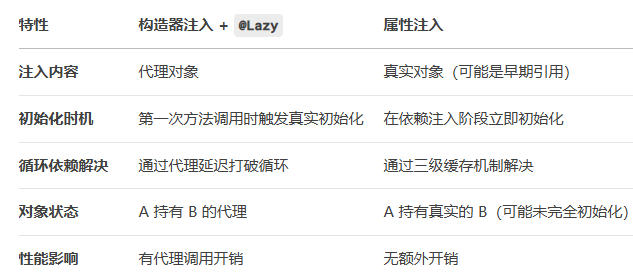 特性 构造器注入 + @Lazy 属性注入
注入内容 代理对象 真实对象（可能是早期引用）
初始化时机 第一次方法调用时触发真实初始化 在依赖注入阶段立即初始化
循环依赖解决 通过代理延迟打破循环 通过三级缓存机制解决
对象状态 A 持有 B 的代理 A 持有真实的 B（可能未完全初始化）
性能影响 有代理调用开销 无额外开销